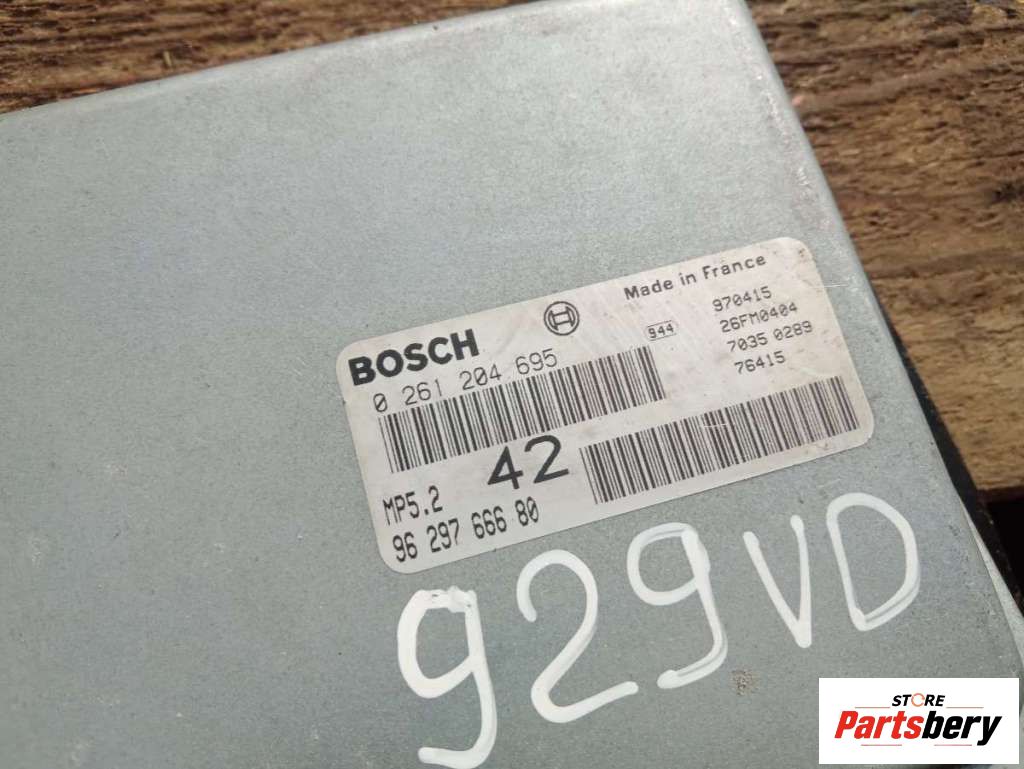 Made in France
BOSCH
970415
26FM0404
944
7035 0289
0 261 204 695
76415
42
MP5.2
96 297 666 80
929VD
STORE
Partsbery